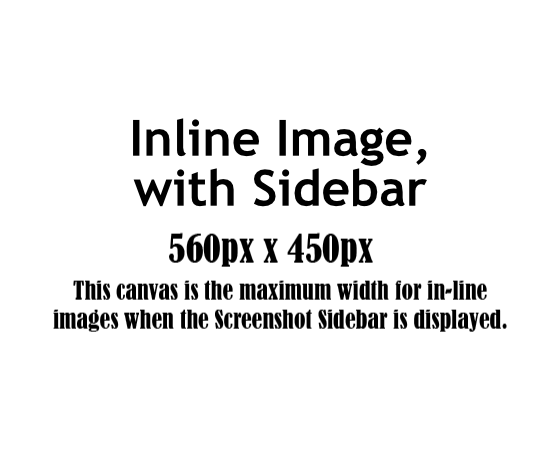 Inline Image,
with Sidebar
560px x 450px
This canvas is the maximum width for in-line
images when the Screenshot Sidebar is displayed.